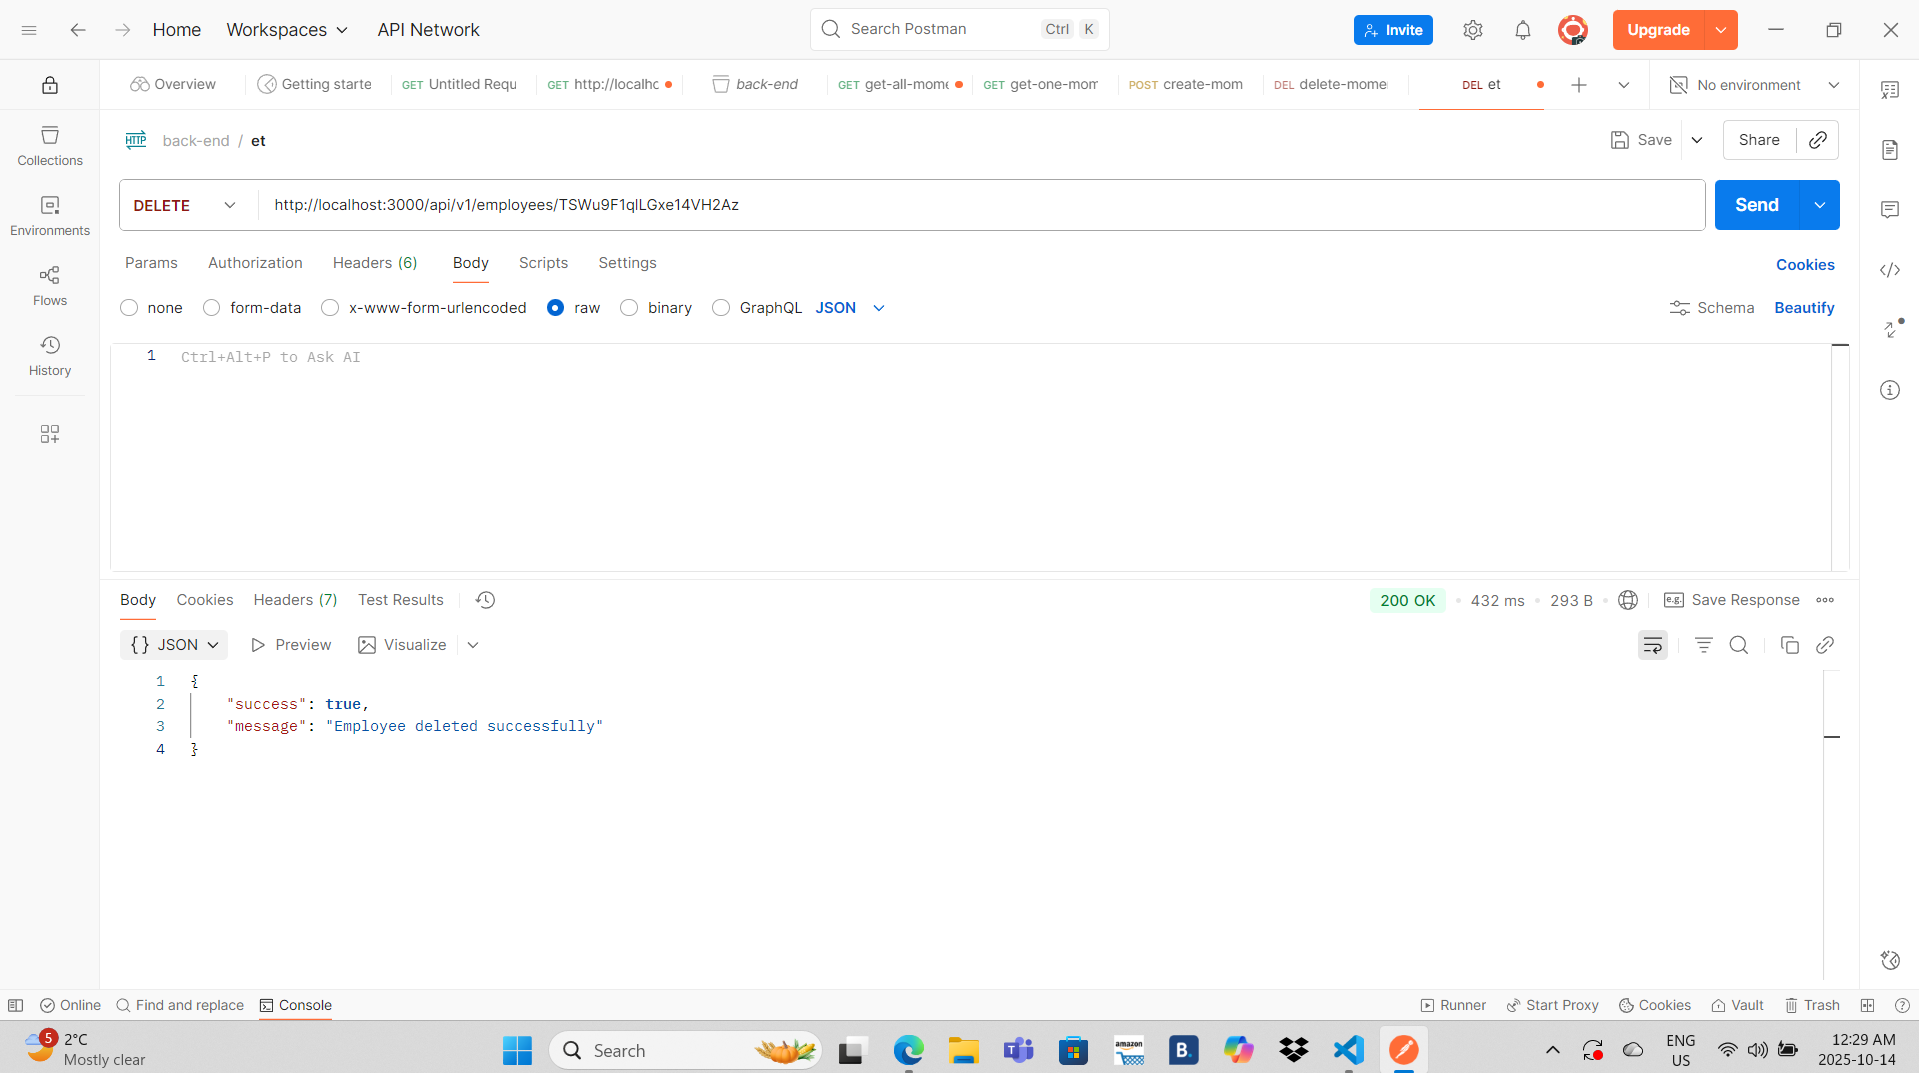 Home Workspaces API Network Search Postman Ctrl K Invite Upgrade
Overview Getting starte GET Untitled Requ GET http://localhc back-end GET get-all-mome GET get-one-mom POST create-mom DEL delete-mome DEL et No environment
HTTP back-end / et Save Share
Collections
DELETE http://localhost:3000/api/v1/employees/TSWu9F1qlLGxe14VH2Az Send
Environments
Params Authorization Headers (6) Body Scripts Settings Cookies
Flows
none form-data x-www-form-urlencoded raw binary GraphQL JSON Schema Beautify
1 Ctrl+Alt+P to Ask AI
History
Body Cookies Headers (7) Test Results 200 OK 432 ms 293 B e.g. Save Response
{} JSON Preview Visualize
1 {
2 "success": true,
3 "message": "Employee deleted successfully"
4 }
Online Find and replace Console Runner Start Proxy Cookies Vault Trash
5 2°C
Mostly clear
Search
amazon
B.
ENG
US
12:29 AM
2025-10-14